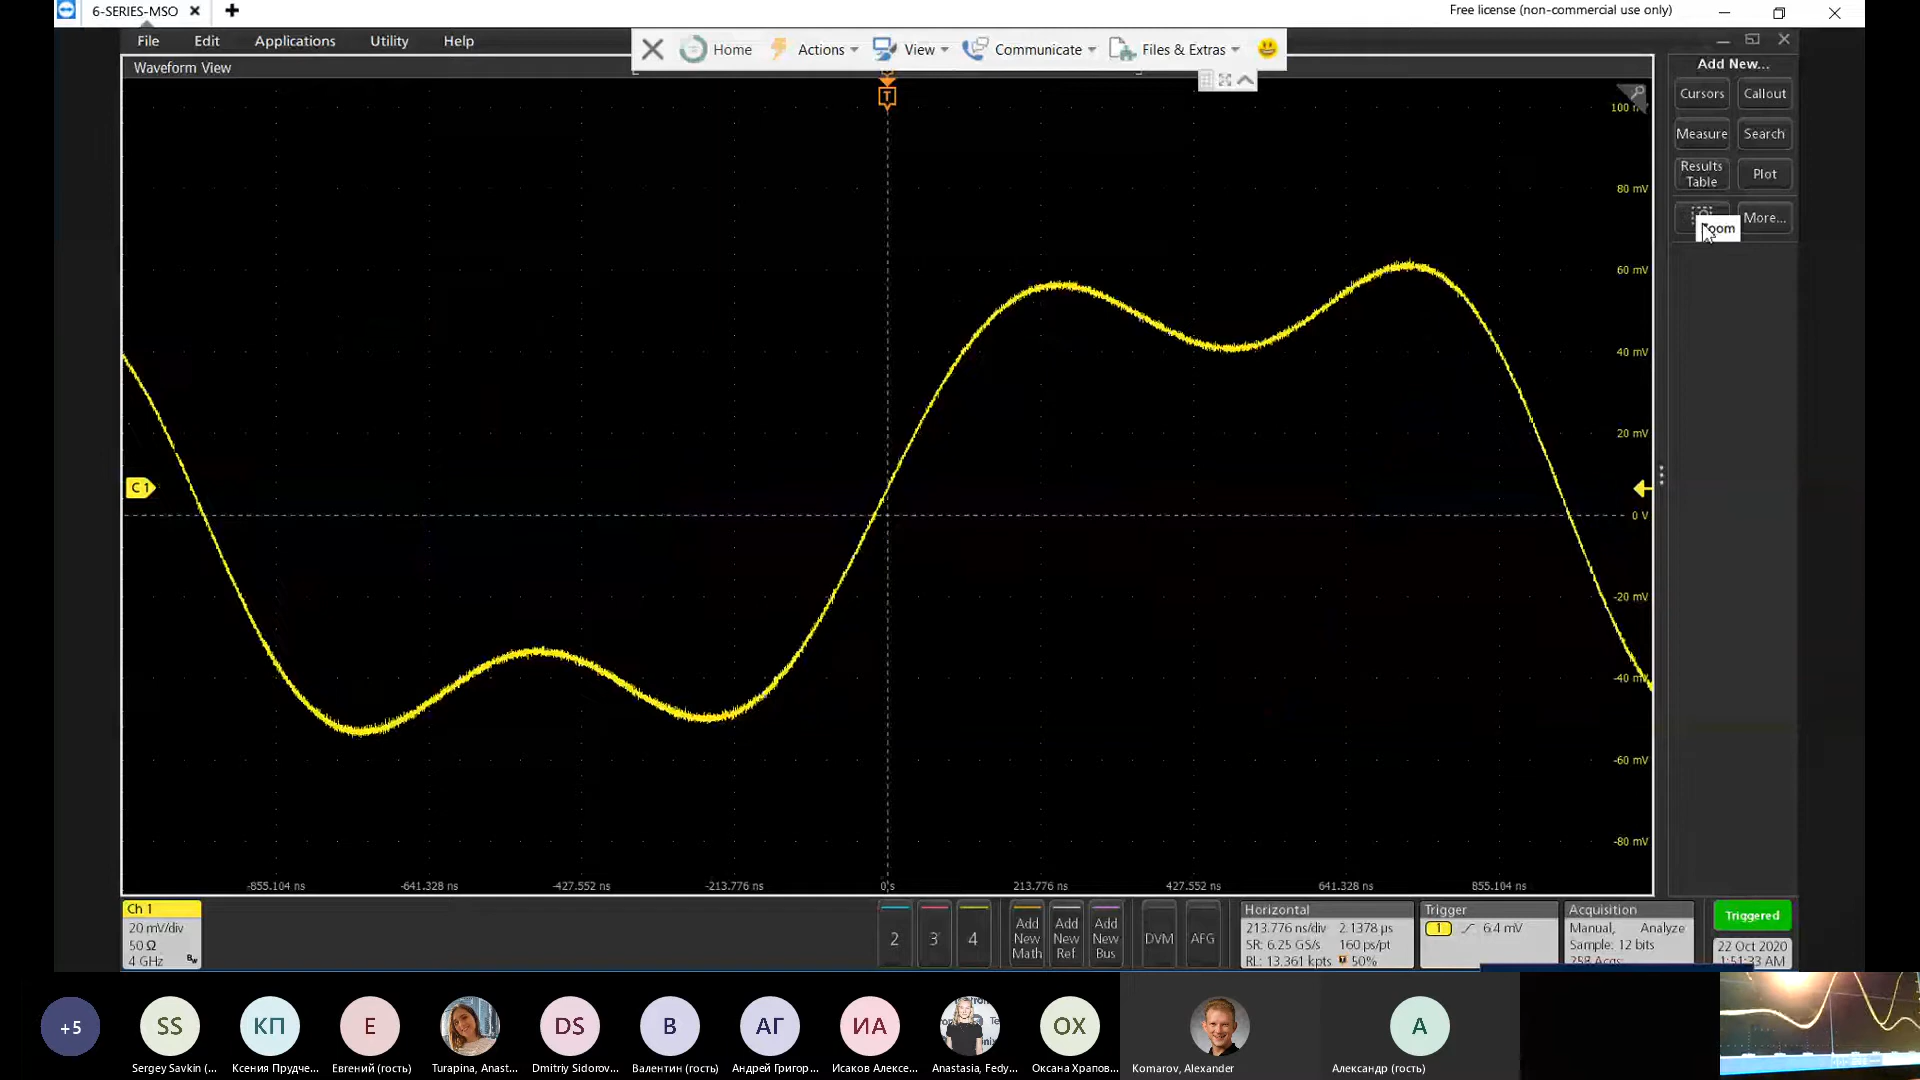 6-SERIES-MSO
Free license (non-commercial use only)
File Edit Applications Utility Help
Home Actions View Communicate Files & Extras
Waveform View
T
Add New...
Cursors Callout
Measure Search
Results Table Plot
More...
100
80 mV
60 mV
40 mV
20 mV
C 1
0 V
-20 mV
-40 mV
-60 mV
-80 mV
-855.104 ns -641.328 ns -427.552 ns -213.776 ns 0 s 213.776 ns 427.552 ns 641.328 ns 855.104 ns
Ch 1
20 mV/div
50 Ω
4 GHz Bw
2 3 4
Add New Math
Add New Ref
Add New Bus
DVM AFG
Horizontal
213.776 ns/div 2.1378 µs
SR: 6.25 GS/s 160 ps/pt
RL: 13.361 kpts 50%
Trigger
1 6.4 mV
Acquisition
Manual, Analyze
Sample: 12 bits
Triggered
22 Oct 2020
1:51:33 AM
+5 SS КП E DS B АГ ИА OX A
Sergey Savkin (... Ксения Прудче... Евгений (гость) Turapina, Anast... Dmitriy Sidorov... Валентин (гость) Андрей Григор... Исаков Алексе... Anastasia, Fedy... Оксана Храпов... Komarov, Alexander Александр (гость)